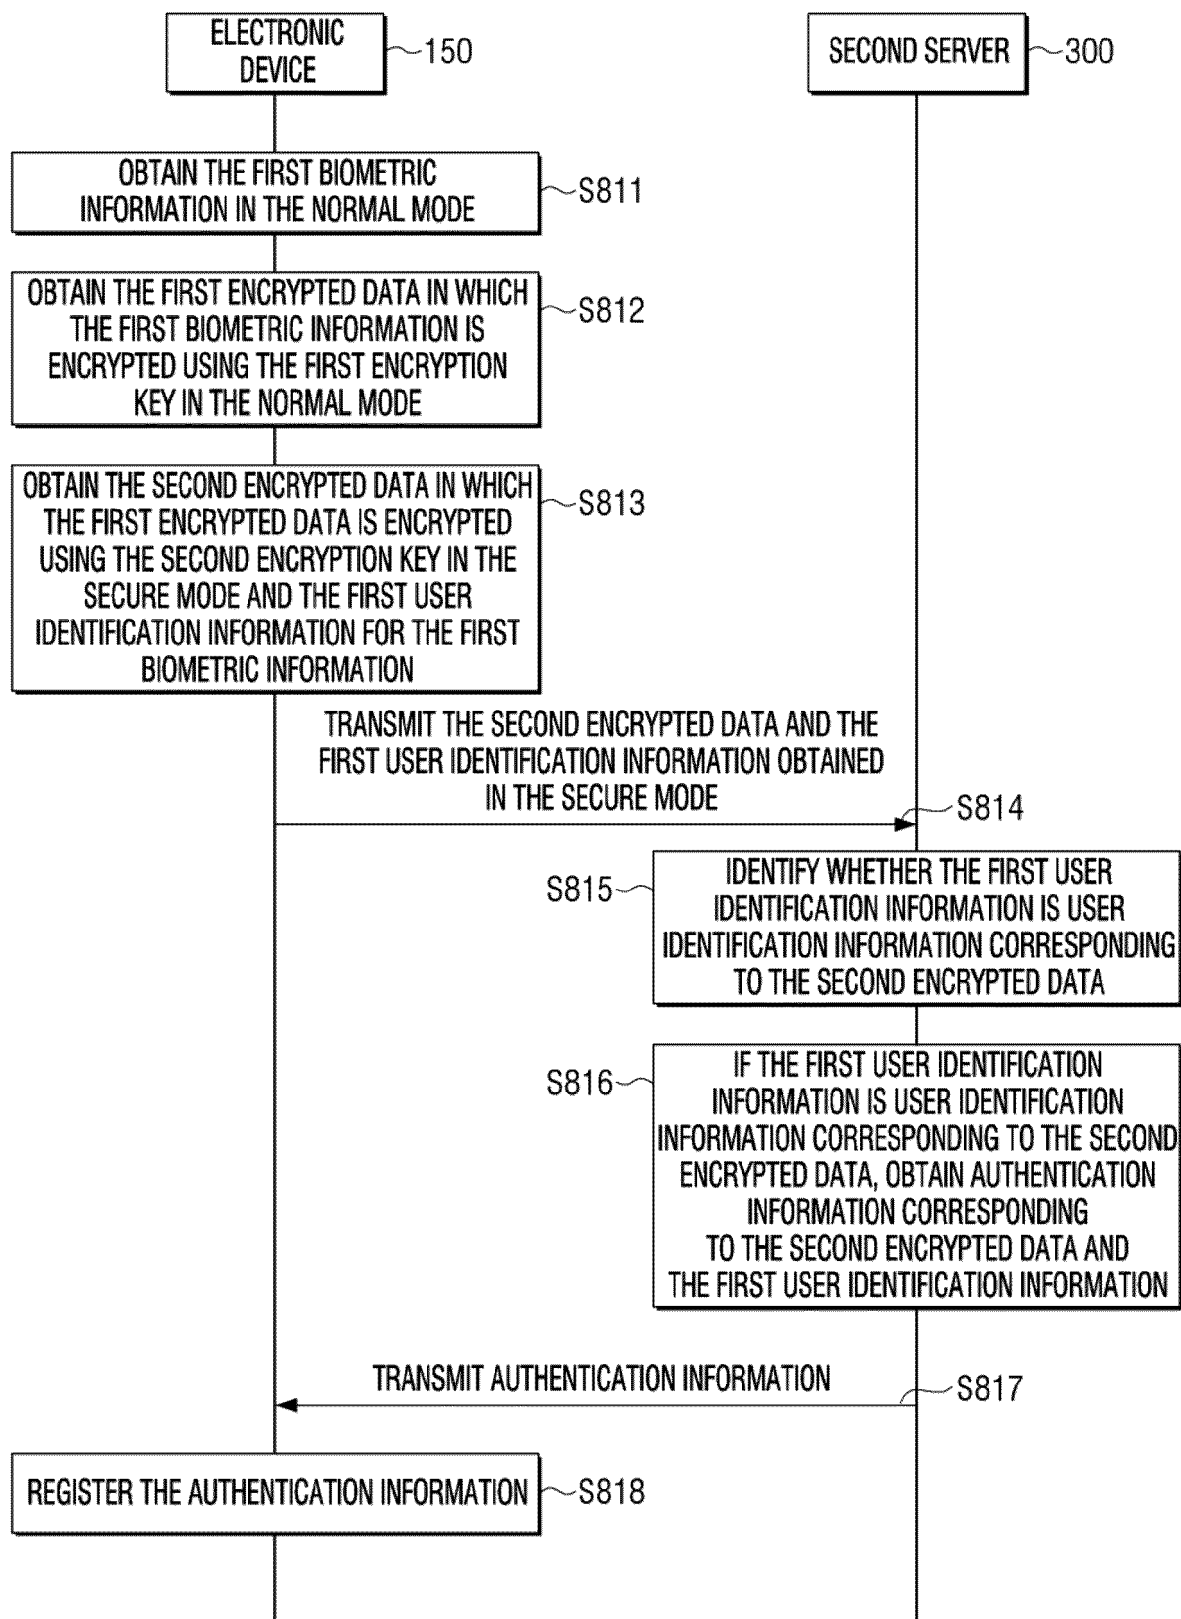 ELECTRONIC
DEVICE
150
SECOND SERVER
300
OBTAIN THE FIRST BIOMETRIC
INFORMATION IN THE NORMAL MODE
S811
OBTAIN THE FIRST ENCRYPTED DATA IN WHICH
THE FIRST BIOMETRIC INFORMATION IS
ENCRYPTED USING THE FIRST ENCRYPTION
KEY IN THE NORMAL MODE
S812
OBTAIN THE SECOND ENCRYPTED DATA IN WHICH
THE FIRST ENCRYPTED DATA IS ENCRYPTED
USING THE SECOND ENCRYPTION KEY IN THE
SECURE MODE AND THE FIRST USER
IDENTIFICATION INFORMATION FOR THE FIRST
BIOMETRIC INFORMATION
S813
TRANSMIT THE SECOND ENCRYPTED DATA AND THE
FIRST USER IDENTIFICATION INFORMATION OBTAINED
IN THE SECURE MODE
S814
S815
IDENTIFY WHETHER THE FIRST USER
IDENTIFICATION INFORMATION IS USER
IDENTIFICATION INFORMATION CORRESPONDING
TO THE SECOND ENCRYPTED DATA
S816
IF THE FIRST USER IDENTIFICATION
INFORMATION IS USER IDENTIFICATION
INFORMATION CORRESPONDING TO THE SECOND
ENCRYPTED DATA, OBTAIN AUTHENTICATION
INFORMATION CORRESPONDING
TO THE SECOND ENCRYPTED DATA AND
THE FIRST USER IDENTIFICATION INFORMATION
TRANSMIT AUTHENTICATION INFORMATION
S817
REGISTER THE AUTHENTICATION INFORMATION
S818